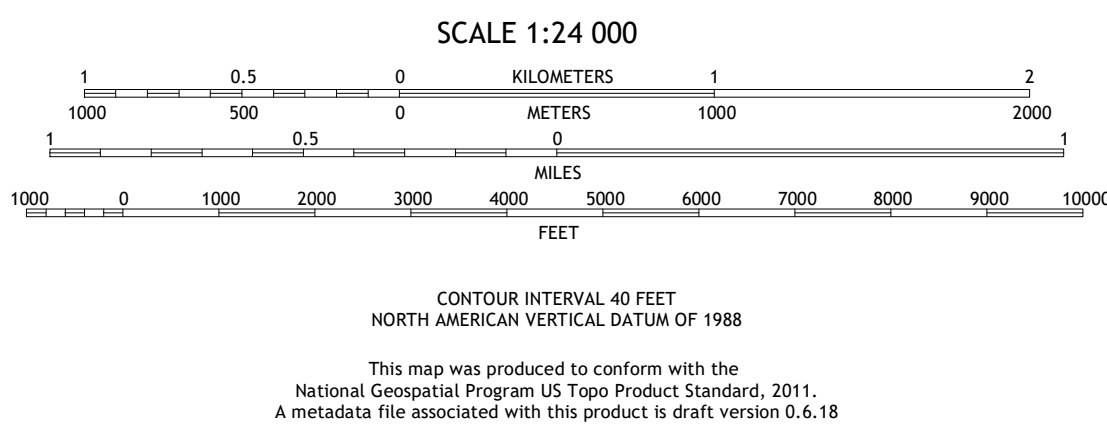 SCALE 1:24 000
1 0.5 0 KILOMETERS 1 2
1000 500 0 METERS 1000 2000
1 0.5 0 1
MILES
1000 0 1000 2000 3000 4000 5000 6000 7000 8000 9000 10000
FEET
CONTOUR INTERVAL 40 FEET
NORTH AMERICAN VERTICAL DATUM OF 1988
This map was produced to conform with the
National Geospatial Program US Topo Product Standard, 2011.
A metadata file associated with this product is draft version 0.6.18